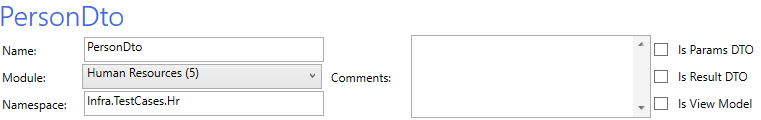 PersonDto
Name: PersonDto
Module: Human Resources (5) Comments:
Namespace: Infra.TestCases.Hr
Is Params DTO
Is Result DTO
Is View Model